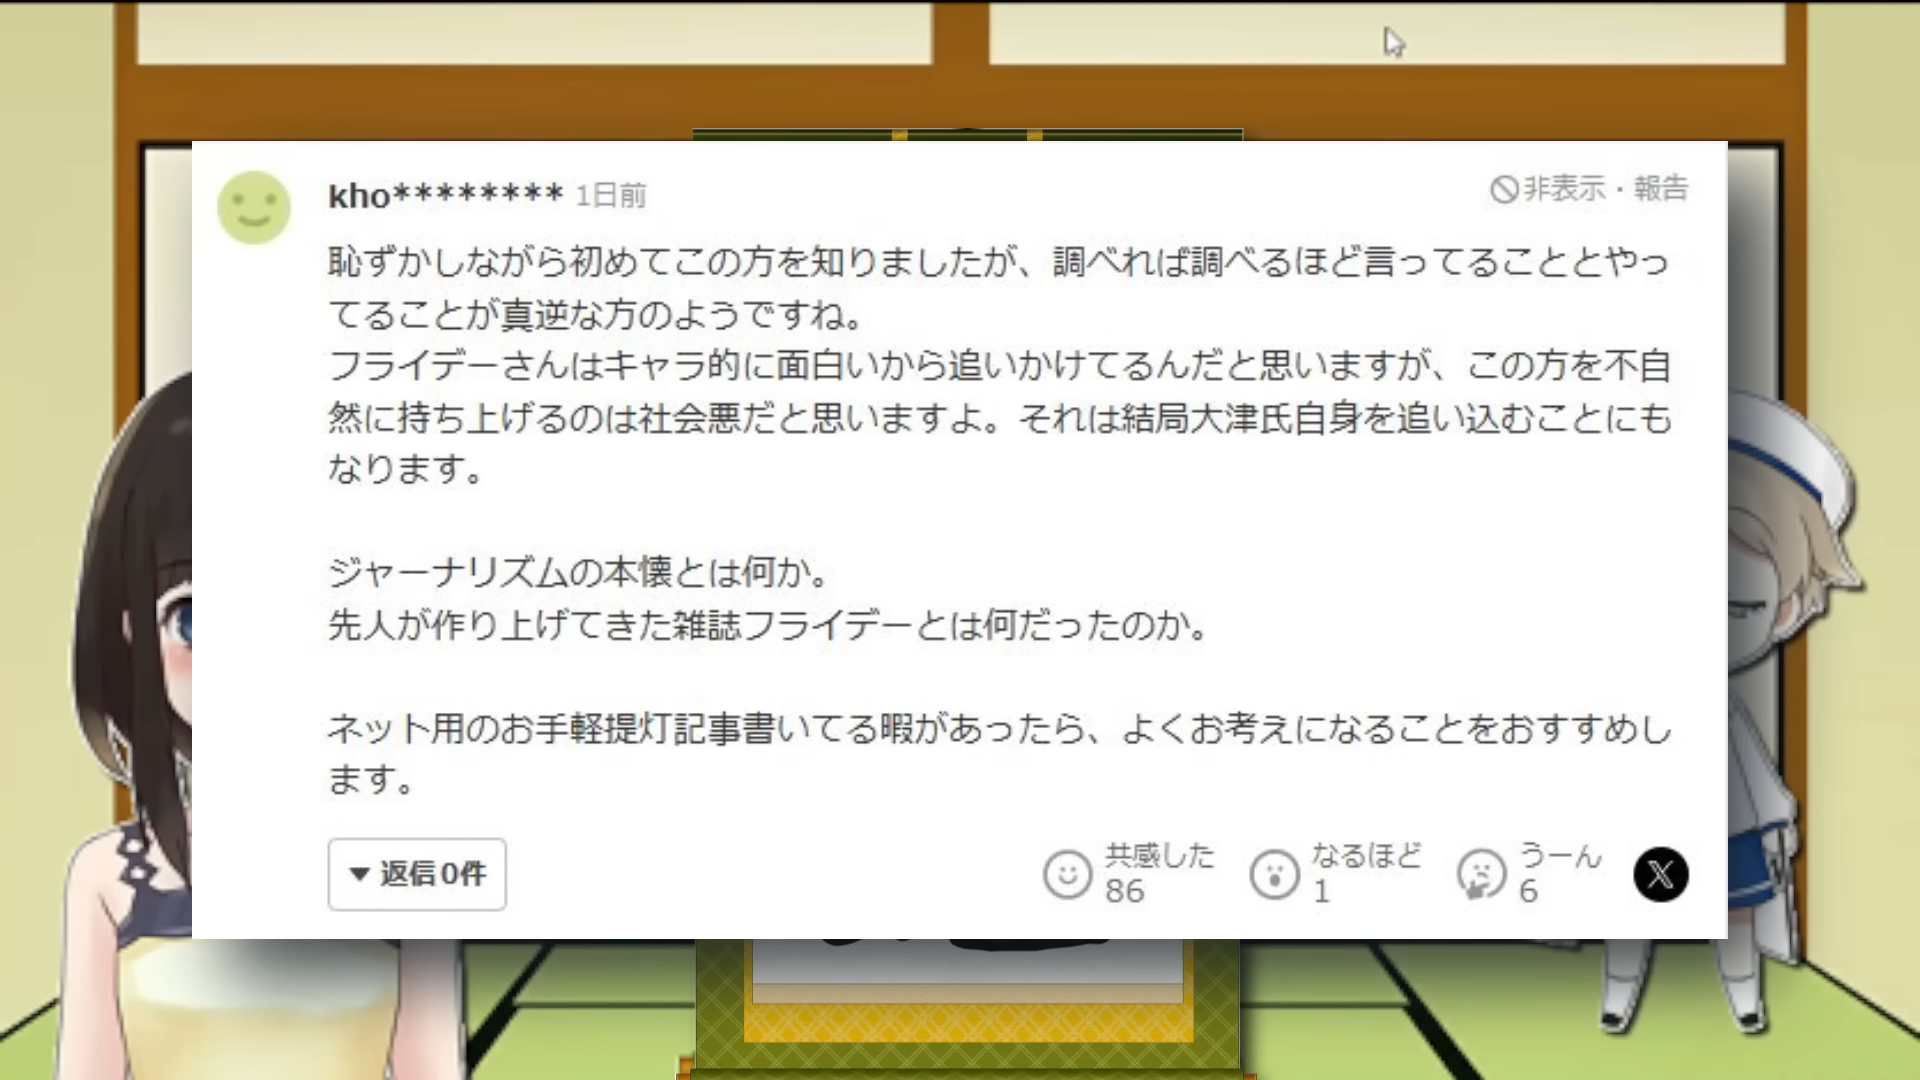 kho******** 1日前
非表示・報告
恥ずかしながら初めてこの方を知りましたが、調べれば調べるほど言ってることとやっ
てることが真逆な方のようですね。
フライデーさんはキャラ的に面白いから追いかけてるんだと思いますが、この方を不自
然に持ち上げるのは社会悪だと思いますよ。それは結局大津氏自身を追い込むことにも
なります。
ジャーナリズムの本懐とは何か。
先人が作り上げてきた雑誌フライデーとは何だったのか。
ネット用のお手軽提灯記事書いてる暇があったら、よくお考えになることをおすすめし
ます。
返信0件
共感した
86
なるほど
1
うーん
6